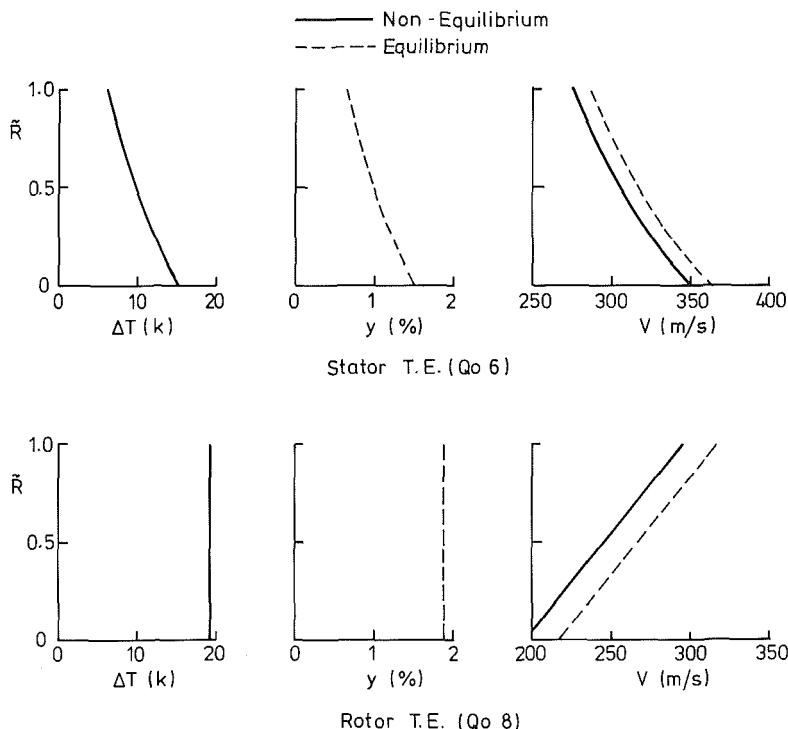 Non-Equilibrium
Equilibrium
R̃
1.0
0.5
0
0 10 20
ΔT (k)
0 1 2
y (%)
250 300 350 400
V (m/s)
Stator T.E. (Qo 6)
R̃
1.0
0.5
0
0 10 20
ΔT (k)
0 1 2
y (%)
200 250 300 350
V (m/s)
Rotor T.E. (Qo 8)